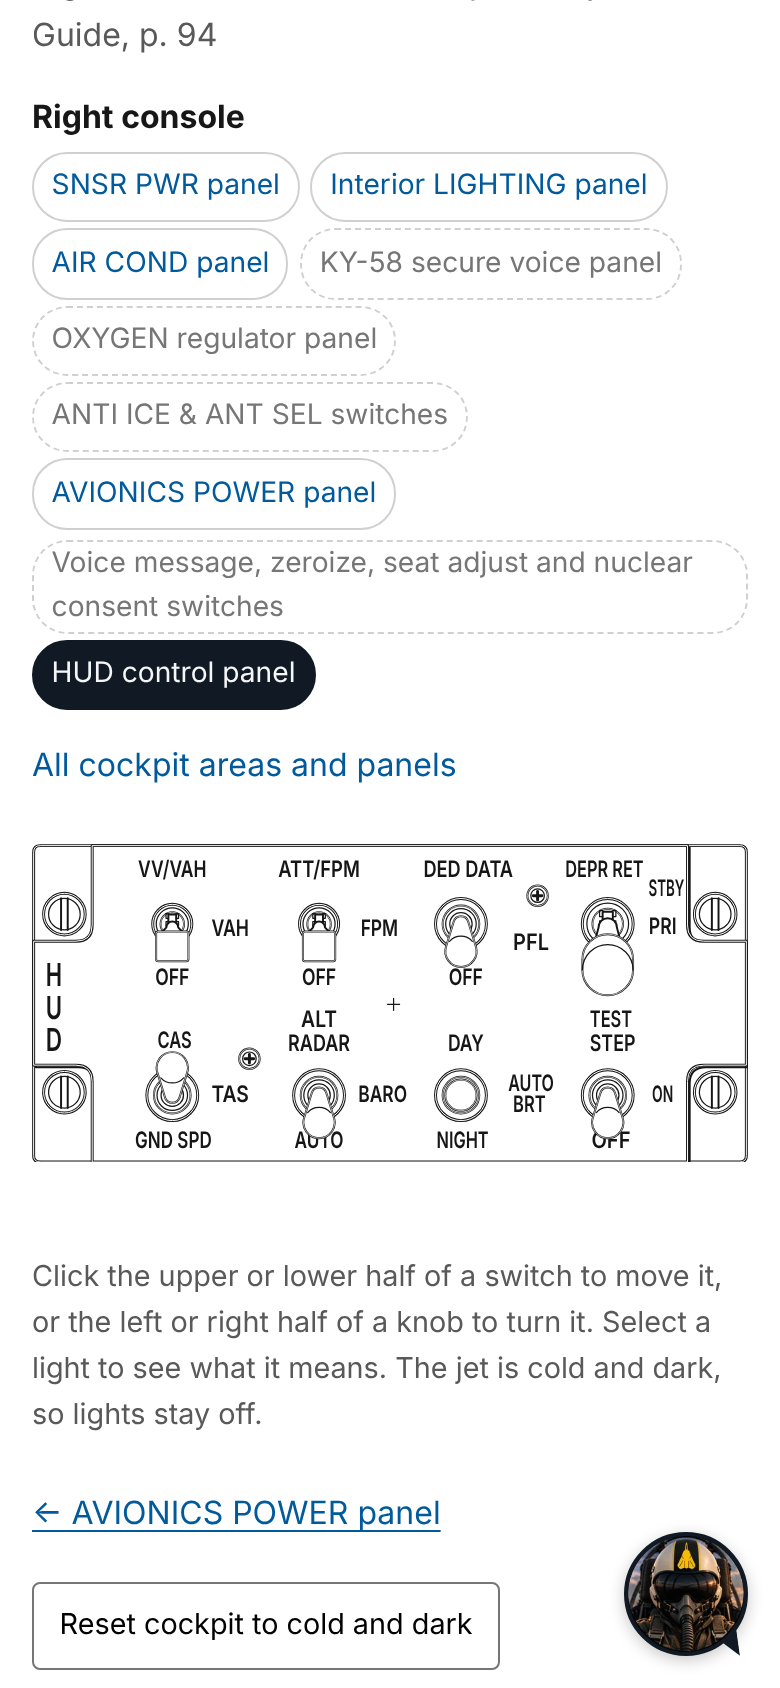 Guide, p. 94
Right console
SNSR PWR panel
Interior LIGHTING panel
AIR COND panel
KY-58 secure voice panel
OXYGEN regulator panel
ANTI ICE & ANT SEL switches
AVIONICS POWER panel
Voice message, zeroize, seat adjust and nuclear
consent switches
HUD control panel
All cockpit areas and panels
VV/VAH
ATT/FPM
DED DATA
DEPR RET
STBY
VAH
FPM
PFL
PRI
OFF
OFF
OFF
H
U
D
CAS
ALT
RADAR
DAY
TEST
STEP
TAS
BARO
AUTO
BRT
ON
GND SPD
AUTO
NIGHT
OFF
Click the upper or lower half of a switch to move it,
or the left or right half of a knob to turn it. Select a
light to see what it means. The jet is cold and dark,
so lights stay off.
← AVIONICS POWER panel
Reset cockpit to cold and dark